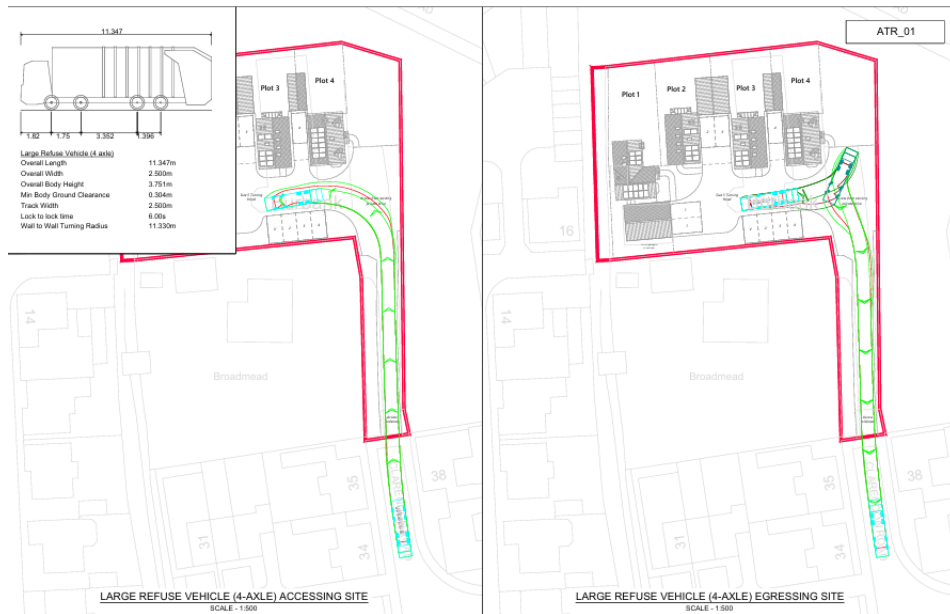 11.347
1.82 1.75 3.352 1.396
Large Refuse Vehicle (4 axle)
Overall Length 11.347m
Overall Width 2.500m
Overall Body Height 3.751m
Min Body Ground Clearance 0.304m
Track Width 2.500m
Lock to lock time 6.00s
Wall to Wall Turning Radius 11.330m
Plot 3
Plot 4
14
Broadmead
31
35
34
38
LARGE REFUSE VEHICLE (4-AXLE) ACCESSING SITE
SCALE - 1:500
ATR_01
Plot 1
Plot 2
Plot 3
Plot 4
16
14
Broadmead
31
35
34
38
LARGE REFUSE VEHICLE (4-AXLE) EGRESSING SITE
SCALE - 1:500